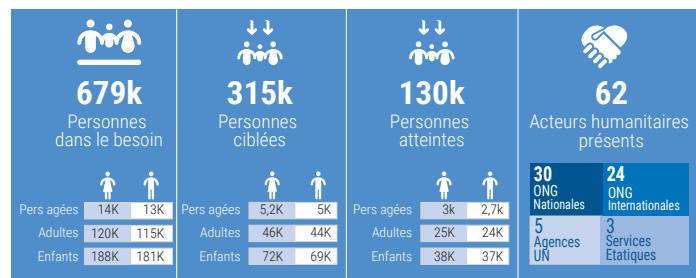 679k
Personnes
dans le besoin
Pers agées 14K 13K
Adultes 120K 115K
Enfants 188K 181K
315k
Personnes
ciblées
Pers agées 5,2K 5K
Adultes 46K 44K
Enfants 72K 69K
130k
Personnes
atteintes
Pers agées 3k 2,7k
Adultes 25K 24K
Enfants 38K 37K
62
Acteurs humanitaires
présents
30
ONG
Nationales
24
ONG
Internationales
5
Agences
UN
3
Services
Etatiques